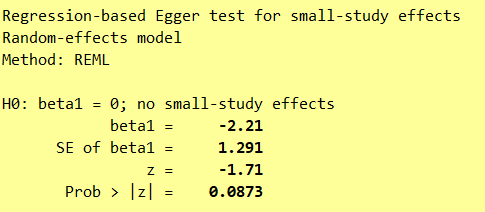 Regression-based Egger test for small-study effects
Random-effects model
Method: REML
H0: beta1 = 0; no small-study effects
beta1 = -2.21
SE of beta1 = 1.291
z = -1.71
Prob > |z| = 0.0873